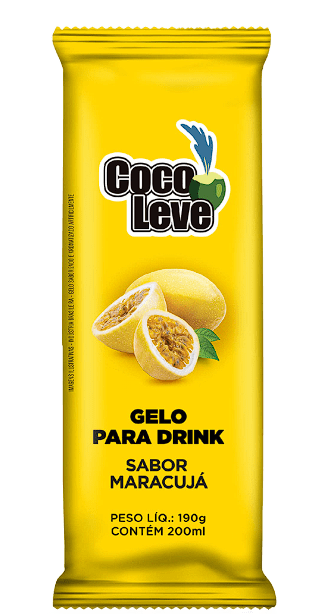 Coco
Leve
GELO
PARA DRINK
SABOR
MARACUJÁ
PESO LÍQ.: 190g
CONTÉM 200ml